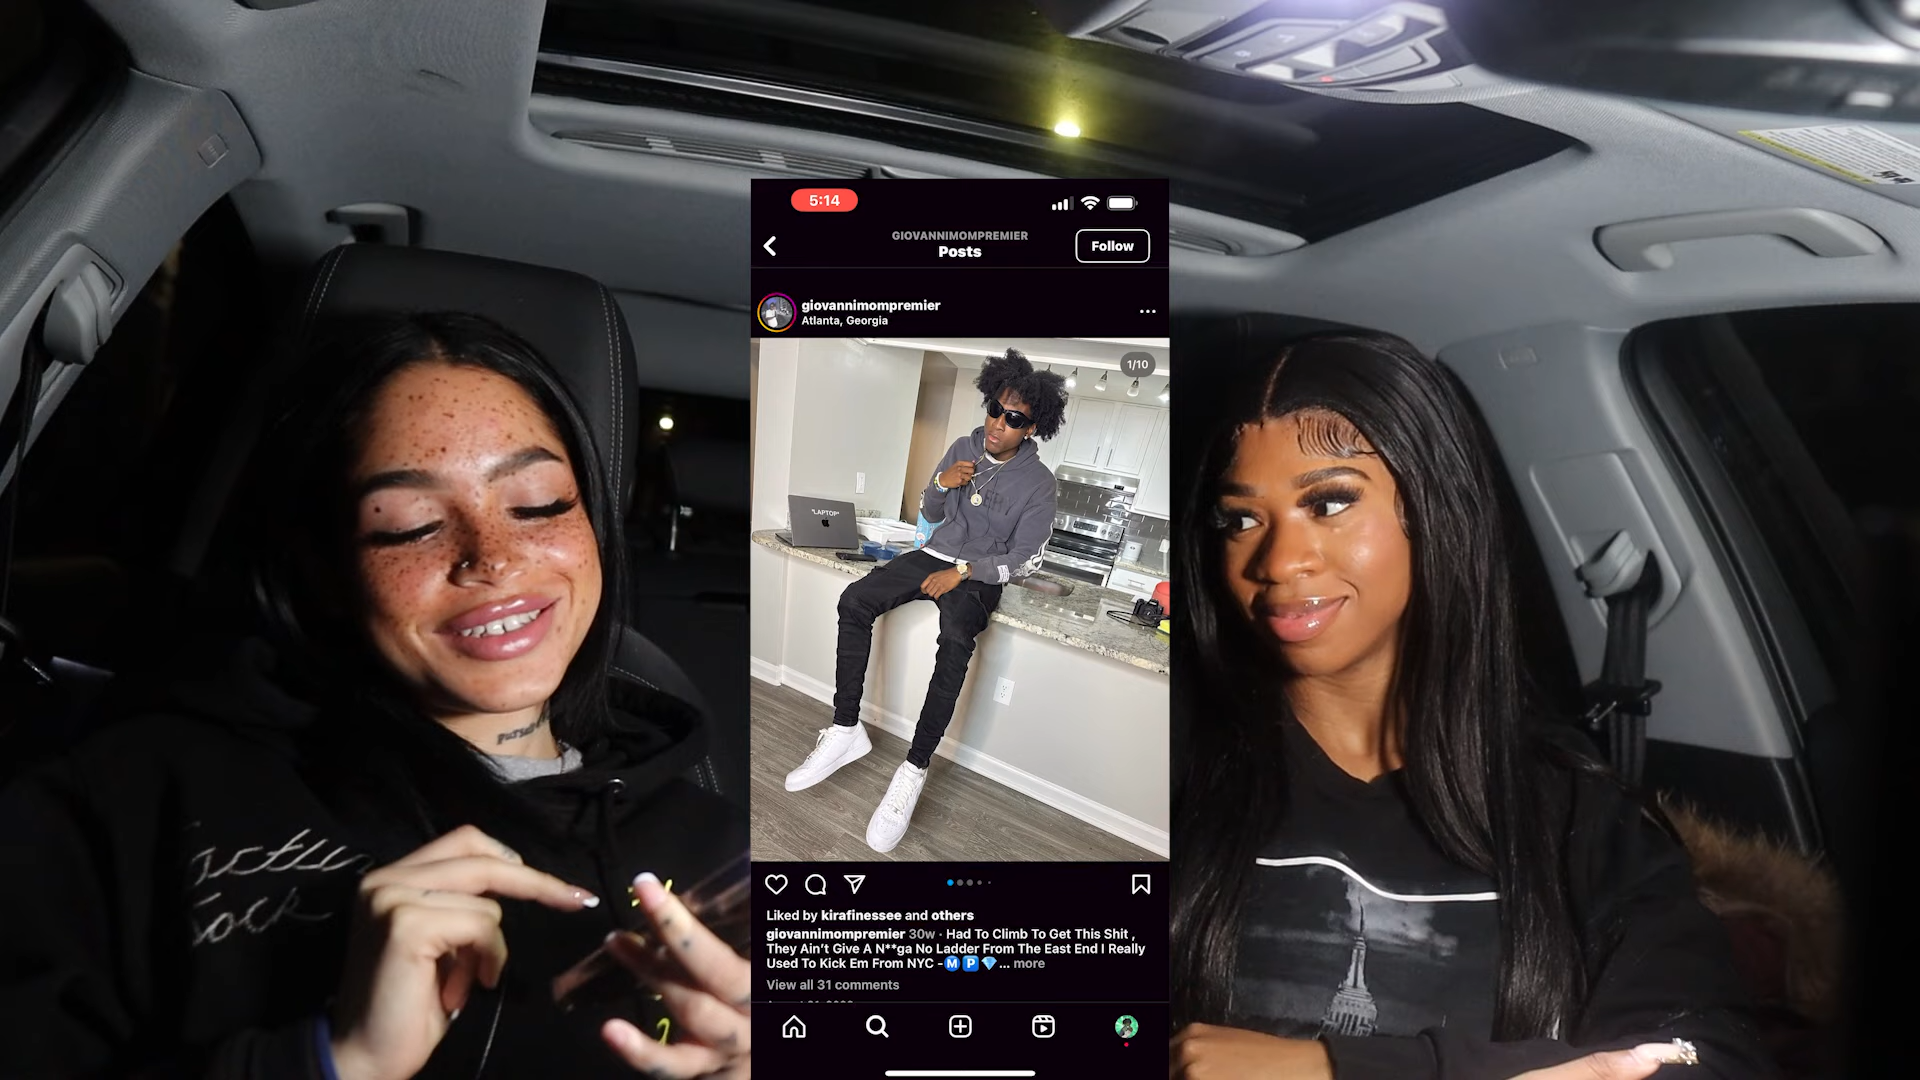 5:14
GIOVANNIMOMPREMIER
Posts
Follow
giovannimompremier
Atlanta, Georgia
1/10
"LAPTOP"
Liked by kirafinessee and others
giovannimompremier 30w · Had To Climb To Get This Shit ,
They Ain't Give A N**ga No Ladder From The East End I Really
Used To Kick Em From NYC -Ⓜ️🅿️💎... more
View all 31 comments